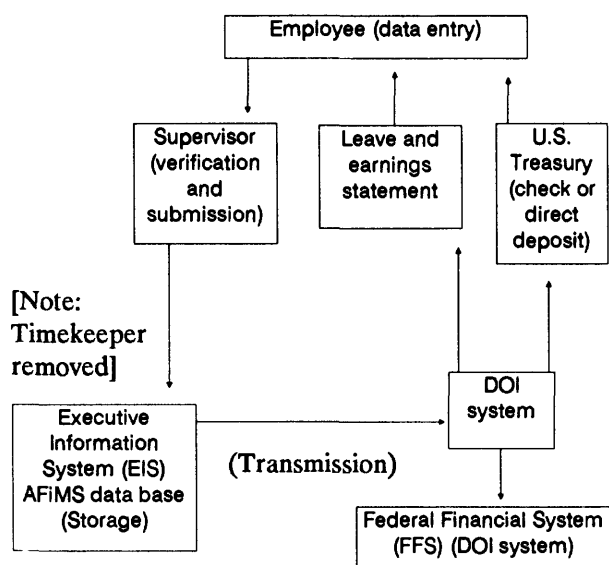 Employee (data entry)
Supervisor
(verification
and
submission)
Leave and
earnings
statement
U.S.
Treasury
(check or
direct
deposit)
[Note:
Timekeeper
removed]
Executive
Information
System (EIS)
AFiMS data base
(Storage)
(Transmission)
DOI
system
Federal Financial System
(FFS) (DOI system)